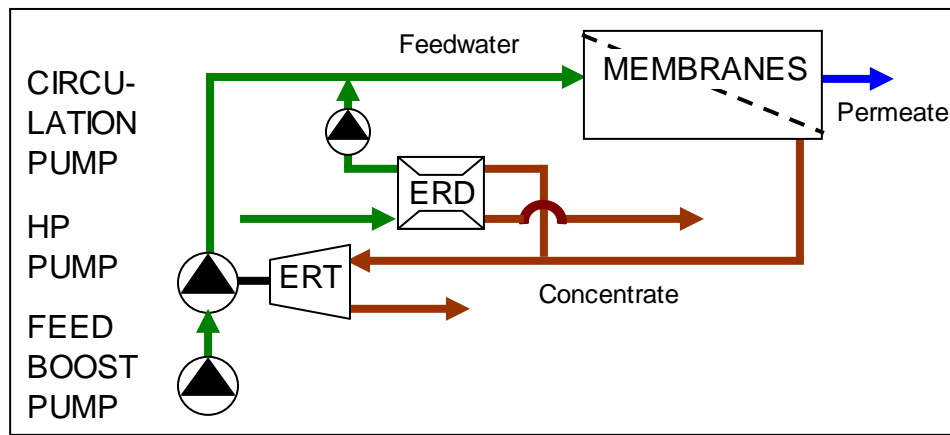 CIRCU-
LATION
PUMP
HP
PUMP
FEED
BOOST
PUMP
Feedwater
MEMBRANES
Permeate
ERD
ERT
Concentrate